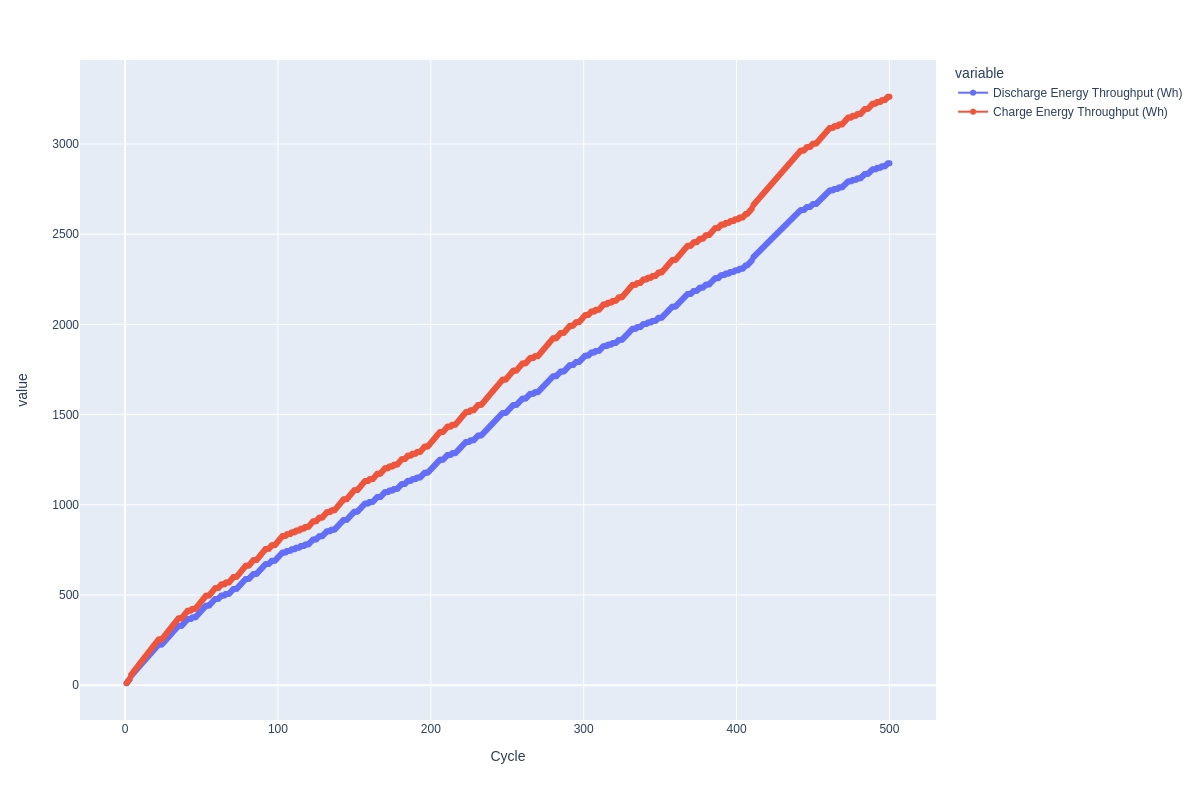 variable
Discharge Energy Throughput (Wh)
Charge Energy Throughput (Wh)
3000
2500
2000
1500
1000
500
0
value
0 100 200 300 400 500
Cycle